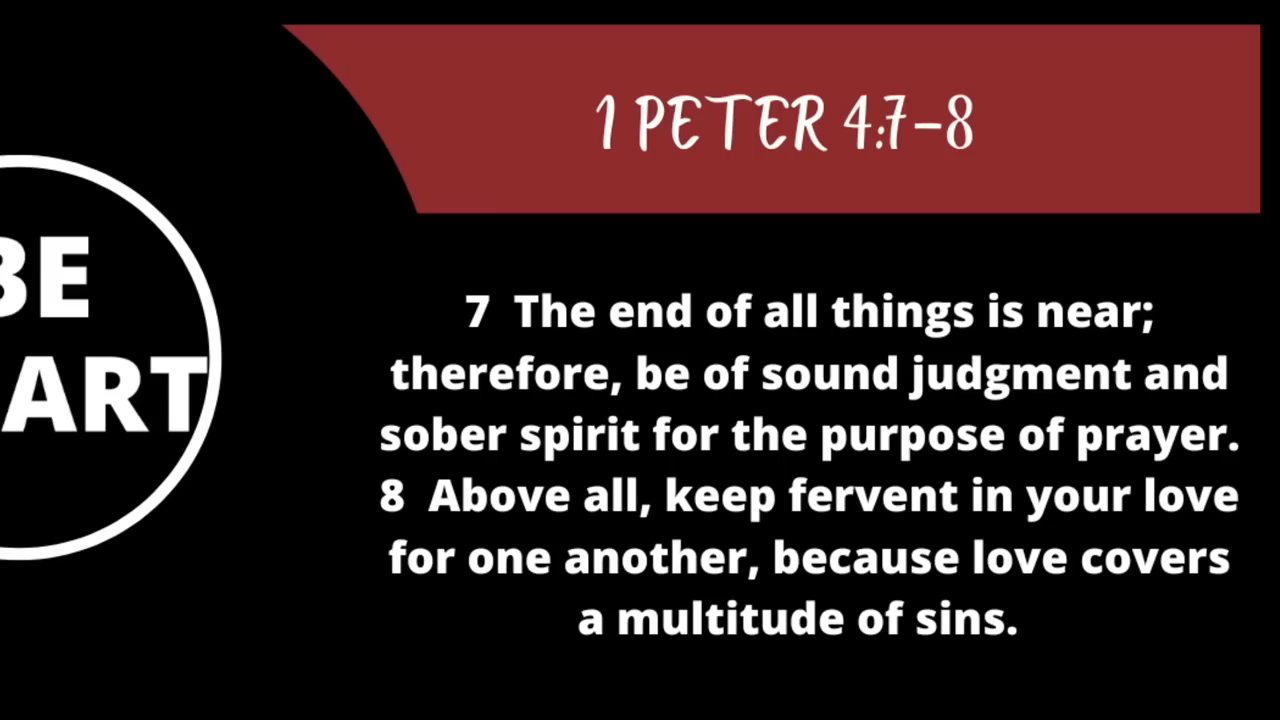 1 PETER 4:7-8
BE
ART
7 The end of all things is near;
therefore, be of sound judgment and
sober spirit for the purpose of prayer.
8 Above all, keep fervent in your love
for one another, because love covers
a multitude of sins.